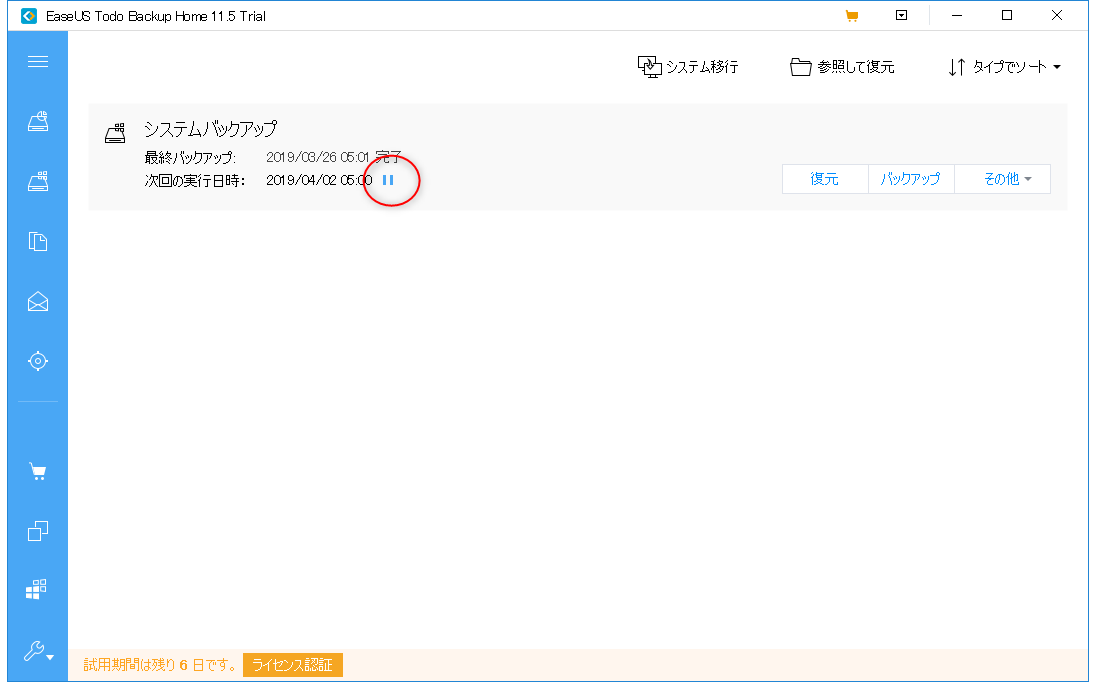 EaseUS Todo Backup Home 11.5 Trial
システム移行 参照して復元 タイプでソート
システムバックアップ
最終バックアップ: 2019/03/26 05:01 完了
次回の実行日時： 2019/04/02 05:00
復元 バックアップ その他
試用期間は残り 6 日です。 ライセンス認証